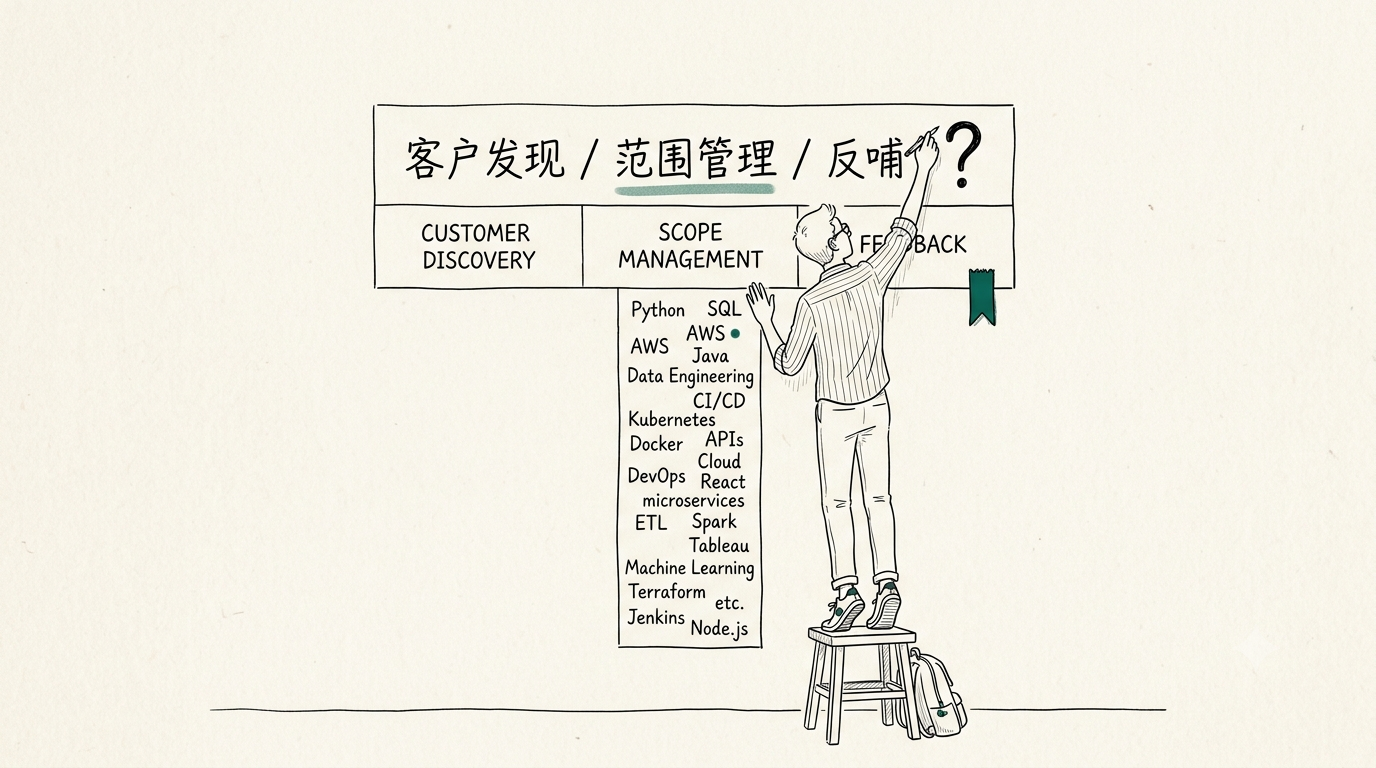 客户发现 / 范围管理 / 反哺 ?
CUSTOMER
DISCOVERY
SCOPE
MANAGEMENT
Python SQL
AWS AWS
Java
Data Engineering
CI/CD
Kubernetes
Docker APIs
Cloud
DevOps React
microservices
ETL Spark
Tableau
Machine Learning
Terraform etc.
Jenkins Node.js